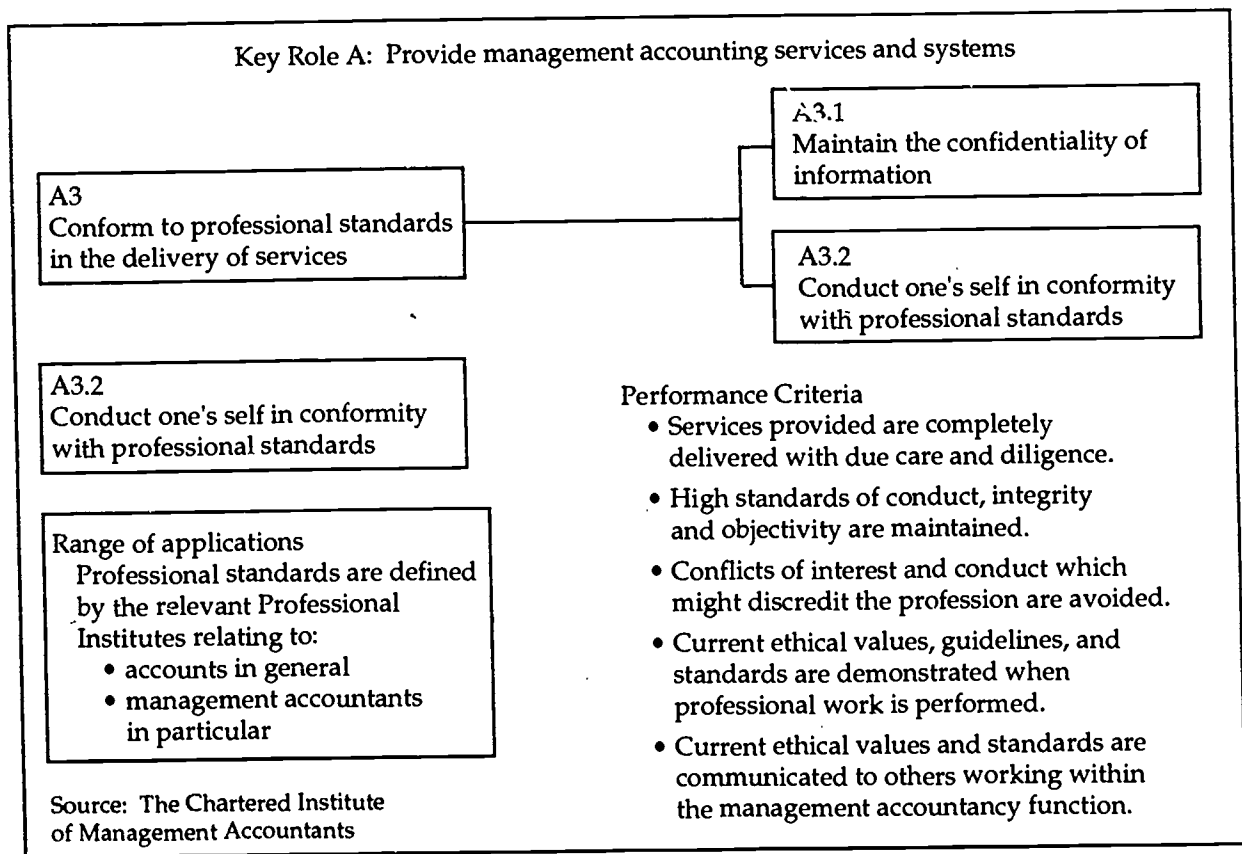 Key Role A: Provide management accounting services and systems
A3
Conform to professional standards
in the delivery of services
A3.1
Maintain the confidentiality of
information
A3.2
Conduct one's self in conformity
with professional standards
A3.2
Conduct one's self in conformity
with professional standards
Range of applications
Professional standards are defined
by the relevant Professional
Institutes relating to:
• accounts in general
• management accountants
in particular
Source: The Chartered Institute
of Management Accountants
Performance Criteria
• Services provided are completely
delivered with due care and diligence.
• High standards of conduct, integrity
and objectivity are maintained.
• Conflicts of interest and conduct which
might discredit the profession are avoided.
• Current ethical values, guidelines, and
standards are demonstrated when
professional work is performed.
• Current ethical values and standards are
communicated to others working within
the management accountancy function.